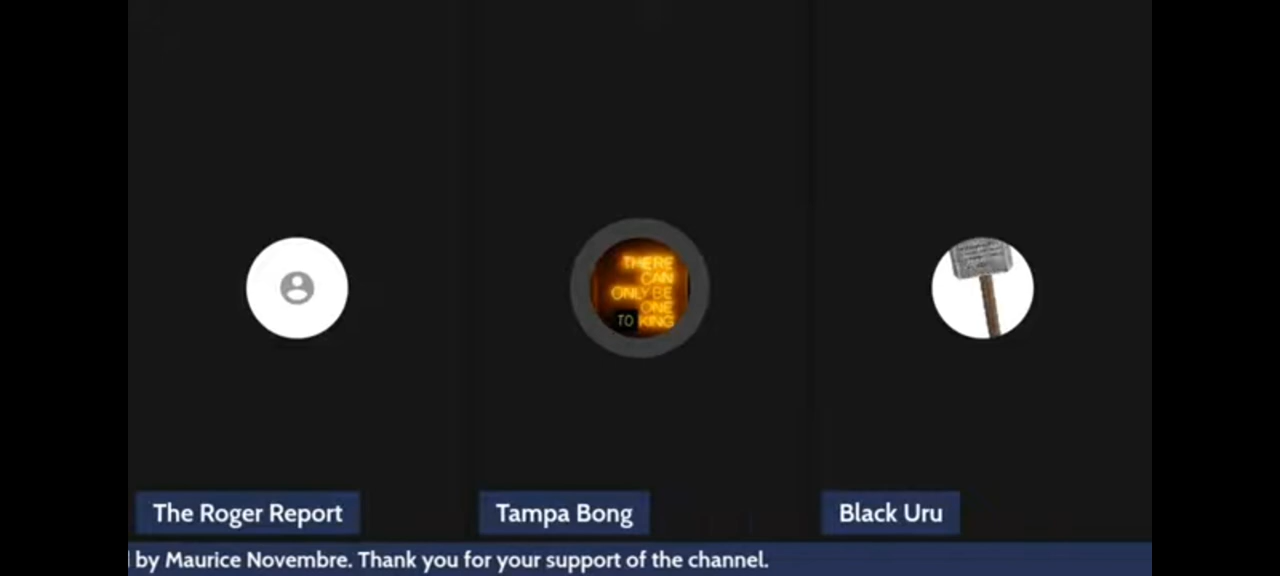 THERE
CAN
ONLY BE
ONE
TO KING
The Roger Report
Tampa Bong
Black Uru
by Maurice Novembre. Thank you for your support of the channel.